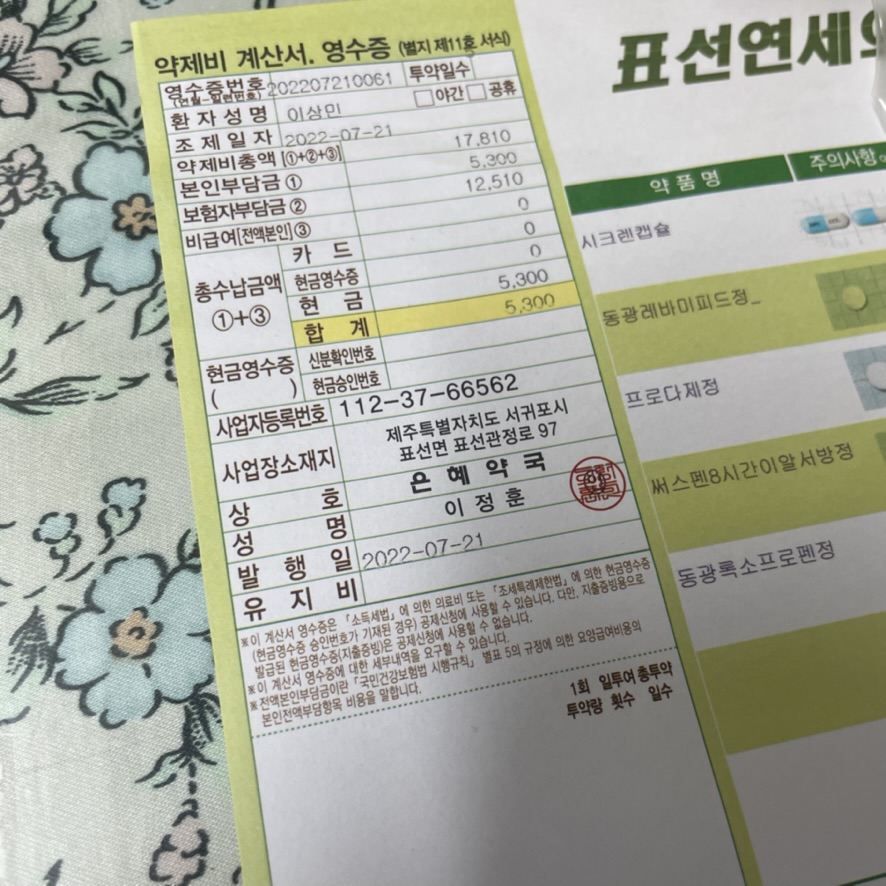 약제비 계산서. 영수증 (별지 제11호 서식)
영수증번호 202207210061 투약일수
(연월-일련번호) 야간 공휴
환자성명 이상민
조제일자 2022-07-21
약제비총액 [①+②+③] 17,810
본인부담금 ① 5,300
보험자부담금 ② 12,510
비급여[전액본인] ③ 0
총수납금액 ①+③
카드 0
현금영수증 0
현금 5,300
합계 5,300
현금영수증 ( )
신분확인번호
현금승인번호
사업자등록번호 112-37-66562
사업장소재지 제주특별자치도 서귀포시
표선면 표선관정로 97
상호 은혜약국
성명 이정훈
발행일 2022-07-21
유지비
※이 계산서 영수증은 「소득세법」에 의한 의료비 또는 「조세특례제한법」에 의한 현금영수증
(현금영수증 승인번호가 기재된 경우) 공제신청에 사용할 수 있습니다. 다만, 지출증빙용으로
발급된 현금영수증(지출증빙)은 공제신청에 사용할 수 없습니다.
※이 계산서 영수증에 대한 세부내역을 요구할 수 있습니다.
※전액본인부담금이란 「국민건강보험법 시행규칙」 별표 5의 규정에 의한 요양급여비용의
본인전액부담항목 비용을 말합니다.
1회 일투여 총투약
투약량 횟수 일수
표선연세의
약품명 주의사항
시크렌캡슐
동광레바미피드정_
프로다제정
써스펜8시간이알서방정
동광록소프로펜정